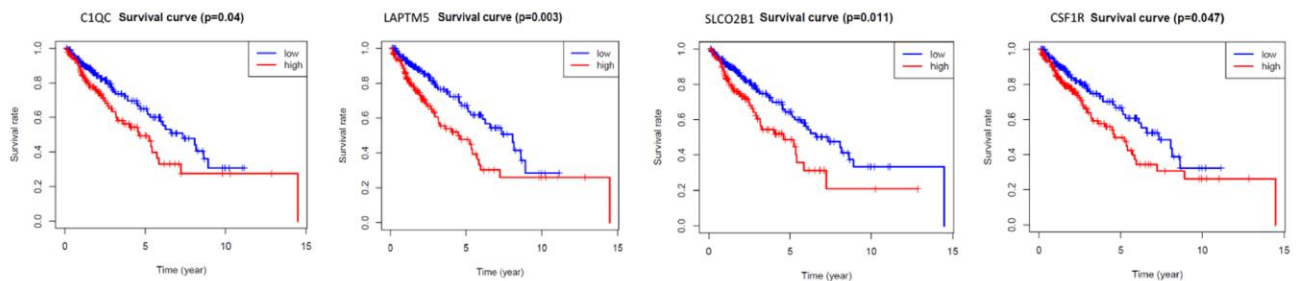 C1QC Survival curve (p=0.04)
low
high
Survival rate
1.0
0.8
0.6
0.4
0.2
0.0
0 5 10 15
Time (year)
LAPTM5 Survival curve (p=0.003)
low
high
Survival rate
1.0
0.8
0.6
0.4
0.2
0.0
0 5 10 15
Time (year)
SLCO2B1 Survival curve (p=0.011)
low
high
Survival rate
1.0
0.8
0.6
0.4
0.2
0.0
0 5 10 15
Time (year)
CSF1R Survival curve (p=0.047)
low
high
Survival rate
1.0
0.8
0.6
0.4
0.2
0.0
0 5 10 15
Time (year)